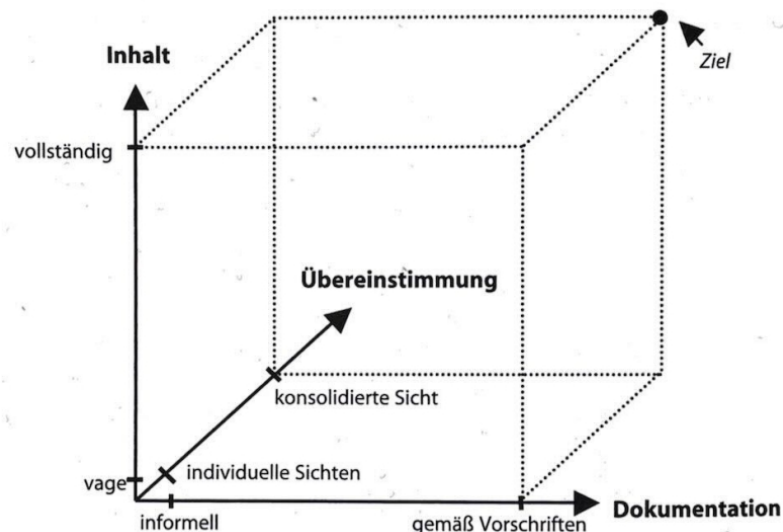 Inhalt
Ziel
vollständig
Übereinstimmung
konsolidierte Sicht
individuelle Sichten
vage
informell
gemäß Vorschriften
Dokumentation